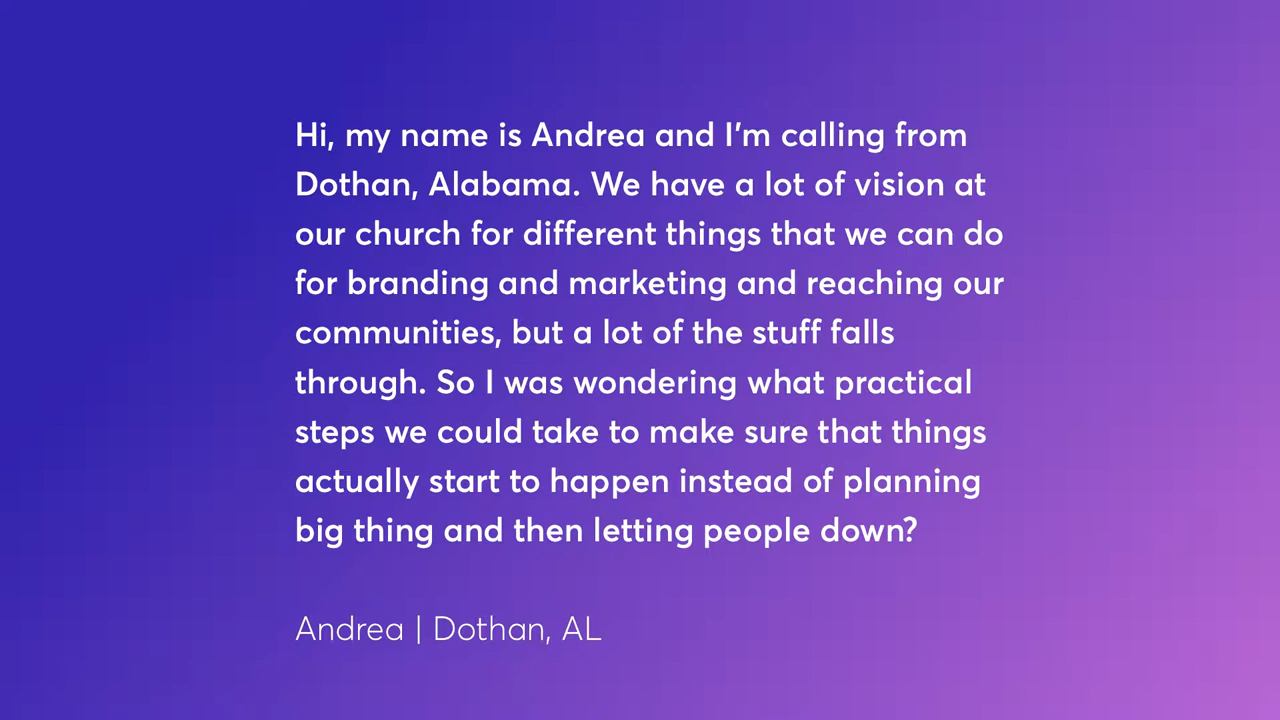 Hi, my name is Andrea and I'm calling from
Dothan, Alabama. We have a lot of vision at
our church for different things that we can do
for branding and marketing and reaching our
communities, but a lot of the stuff falls
through. So I was wondering what practical
steps we could take to make sure that things
actually start to happen instead of planning
big thing and then letting people down?
Andrea | Dothan, AL